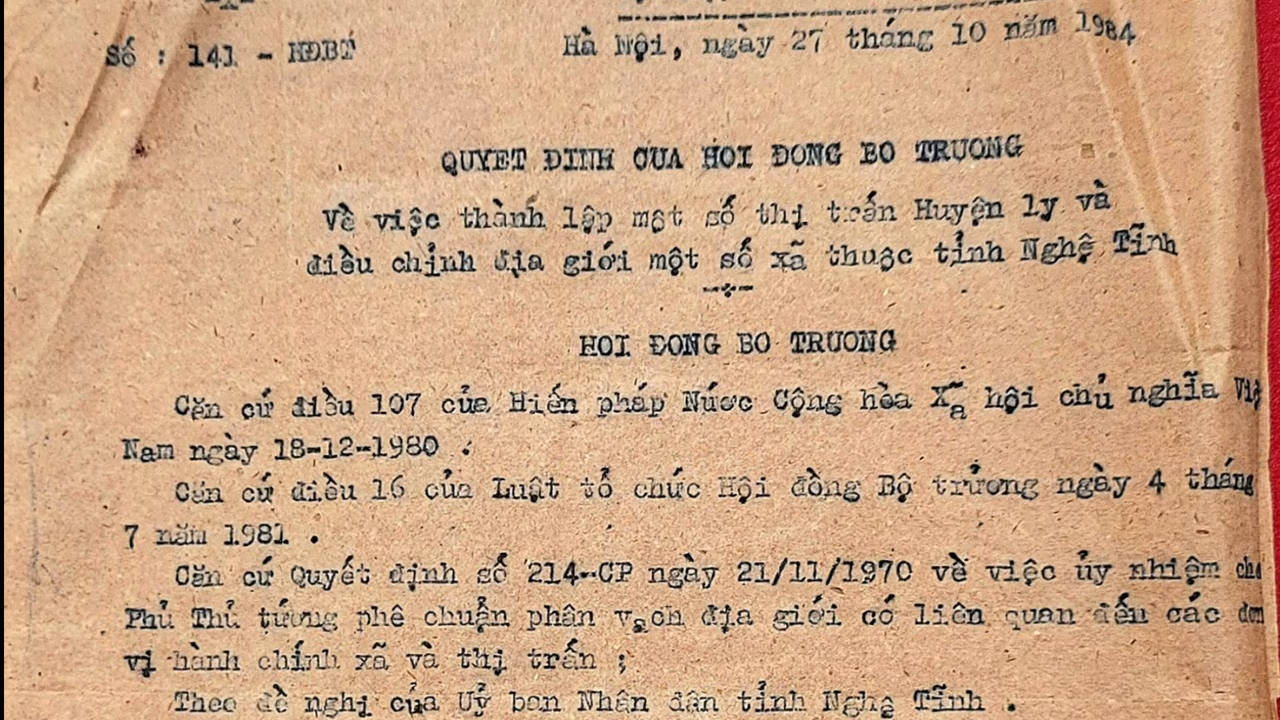 Số : 141 - HĐBT
Hà Nội, ngày 27 tháng 10 năm 1984
QUYET ĐINH CUA HOI ĐONG BO TRUONG
Về việc thành lập một số thị trấn Huyện lỵ và
điều chỉnh địa giới một số xã thuộc tỉnh Nghệ Tĩnh
HOI ĐONG BO TRUONG
Căn cứ điều 107 của Hiến pháp Nước Cộng hòa Xã hội chủ nghĩa Việ
Nam ngày 18-12-1980 .
Căn cứ điều 16 của Luật tổ chức Hội đồng Bộ trưởng ngày 4 tháng
7 năm 1981 .
Căn cứ Quyết định số 214-CP ngày 21/11/1970 về việc ủy nhiệm cho
Phủ Thủ tướng phê chuẩn phân vạch địa giới có liên quan đến các đơn
vị hành chính xã và thị trấn ;
Theo đề nghị của Uỷ ban Nhân dân tỉnh Nghệ Tĩnh .